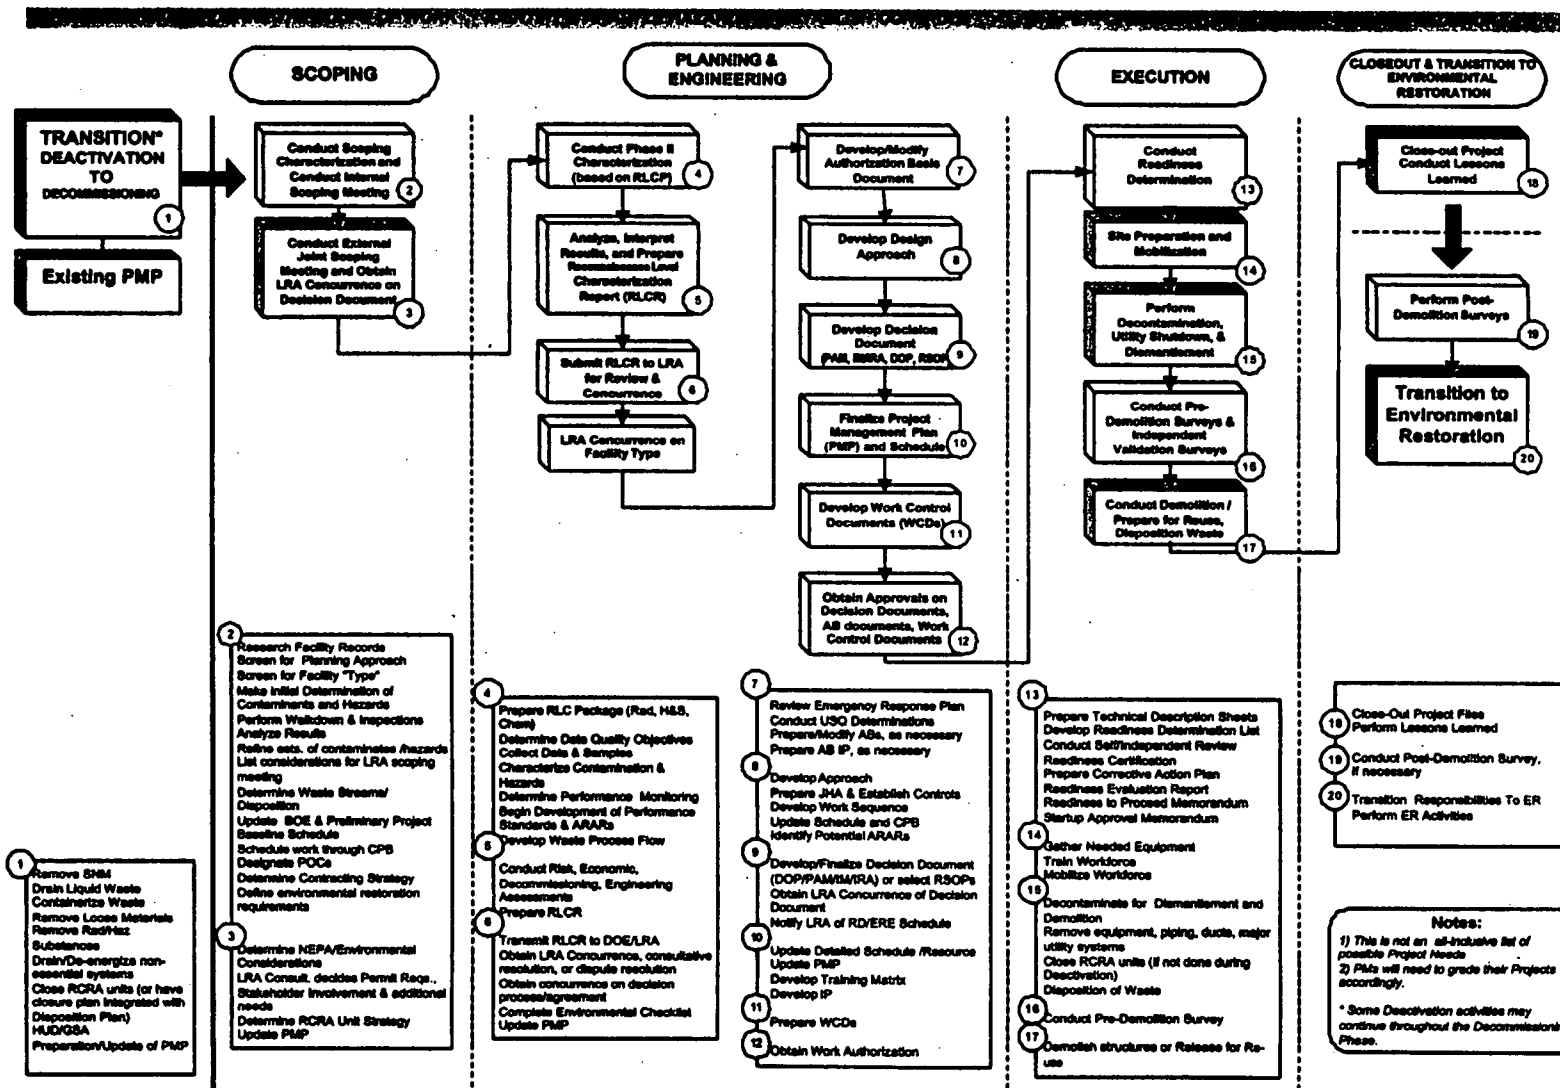 SCOPING
PLANNING &
ENGINEERING
EXECUTION
CLOSEOUT & TRANSITION TO
ENVIRONMENTAL
RESTORATION
TRANSITION*
DEACTIVATION
TO
DECOMMISSIONING
1
Existing PMP
Conduct Scoping
Characterization and
Conduct Internal
Scoping Meeting
2
Conduct External
Joint Scoping
Meeting and Obtain
LRA Concurrence on
Decision Document
3
Conduct Phase II
Characterization
(based on RLCP)
4
Analyze, Interpret
Results, and Prepare
Reconnaissance Level
Characterization
Report (RLCR)
5
Submit RLCR to LRA
for Review &
Concurrence
6
LRA Concurrence on
Facility Type
Develop/Modify
Authorization Basis
Document
7
Develop Design
Approach
8
Develop Decision
Document
(PAM, IM/IRA, DOP, RSOP)
9
Finalize Project
Management Plan
(PMP) and Schedule
10
Develop Work Control
Documents (WCDs)
11
Obtain Approvals on
Decision Documents,
AB documents, Work
Control Documents
12
Conduct
Readiness
Determination
13
Site Preparation and
Mobilization
14
Perform
Decontamination,
Utility Shutdown, &
Dismantlement
15
Conduct Pre-
Demolition Surveys &
Independent
Validation Surveys
16
Conduct Demolition /
Prepare for Reuse,
Disposition Waste
17
Close-out Project
Conduct Lessons
Learned
18
Perform Post-
Demolition Surveys
19
Transition to
Environmental
Restoration
20
1
Remove SNM
Drain Liquid Waste
Containerize Waste
Remove Loose Materials
Remove Rad/Haz
Substances
Drain/De-energize non-
essential systems
Close RCRA units (or have
closure plan integrated with
Disposition Plan)
HUD/GSA
Preparation/Update of PMP
2
Research Facility Records
Screen for Planning Approach
Screen for Facility "Type"
Make Initial Determination of
Contaminants and Hazards
Perform Walkdown & Inspections
Analyze Results
Refine ests. of contaminates /hazards
List considerations for LRA scoping
meeting
Determine Waste Streams/
Disposition
Update BOE & Preliminary Project
Baseline Schedule
Schedule work through CPB
Designate POCs
Determine Contracting Strategy
Define environmental restoration
requirements
3
Determine NEPA/Environmental
Considerations
LRA Consult. decides Permit Reqs.,
Stakeholder Involvement & additional
needs
Determine RCRA Unit Strategy
Update PMP
4
Prepare RLC Package (Rad, H&S,
Chem)
Determine Data Quality Objectives
Collect Data & Samples
Characterize Contamination &
Hazards
Determine Performance Monitoring
Begin Development of Performance
Standards & ARARs
5
Develop Waste Process Flow
Conduct Risk, Economic,
Decommissioning, Engineering
Assessments
Prepare RLCR
6
Transmit RLCR to DOE/LRA
Obtain LRA Concurrence, consultative
resolution, or dispute resolution
Obtain concurrence on decision
process/agreement
Complete Environmental Checklist
Update PMP
7
Review Emergency Response Plan
Conduct USQ Determinations
Prepare/Modify ABs, as necessary
Prepare AB IP, as necessary
8
Develop Approach
Prepare JHA & Establish Controls
Develop Work Sequence
Update Schedule and CPB
Identify Potential ARARs
9
Develop/Finalize Decision Document
(DOP/PAM/IM/IRA) or select RSOPs
Obtain LRA Concurrence of Decision
Document
Notify LRA of RD/ERE Schedule
10
Update Detailed Schedule /Resource
Update PMP
Develop Training Matrix
Develop IP
11
Prepare WCDs
12
Obtain Work Authorization
13
Prepare Technical Description Sheets
Develop Readiness Determination List
Conduct Self/Independent Review
Readiness Certification
Prepare Corrective Action Plan
Readiness Evaluation Report
Readiness to Proceed Memorandum
Startup Approval Memorandum
14
Gather Needed Equipment
Train Workforce
Mobilize Workforce
15
Decontaminate for Dismantlement and
Demolition
Remove equipment, piping, ducts, major
utility systems
Close RCRA units (if not done during
Deactivation)
Disposition of Waste
16
Conduct Pre-Demolition Survey
17
Demolish structures or Release for Re-
use
18
Close-Out Project Files
Perform Lessons Learned
19
Conduct Post-Demolition Survey,
if necessary
20
Transition Responsibilities To ER
Perform ER Activities
Notes:
1) This is not an all-inclusive list of
possible Project Needs
2) PMs will need to grade their Projects
accordingly.
* Some Deactivation activities may
continue throughout the Decommissioning
Phase.